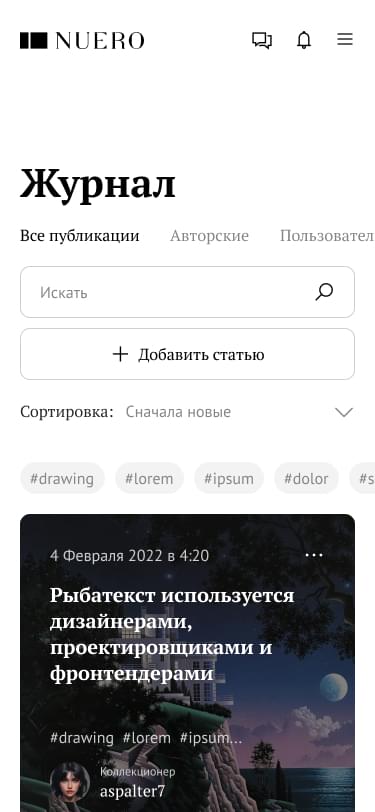 NUERO
Журнал
Все публикации Авторские Пользовател
Искать
Добавить статью
Сортировка: Сначала новые
#drawing #lorem #ipsum #dolor #s
4 Февраля 2022 в 4:20
Рыбатекст используется
дизайнерами,
проектировщиками и
фронтендерами
#drawing #lorem #ipsum...
Коллекционер
aspalter7